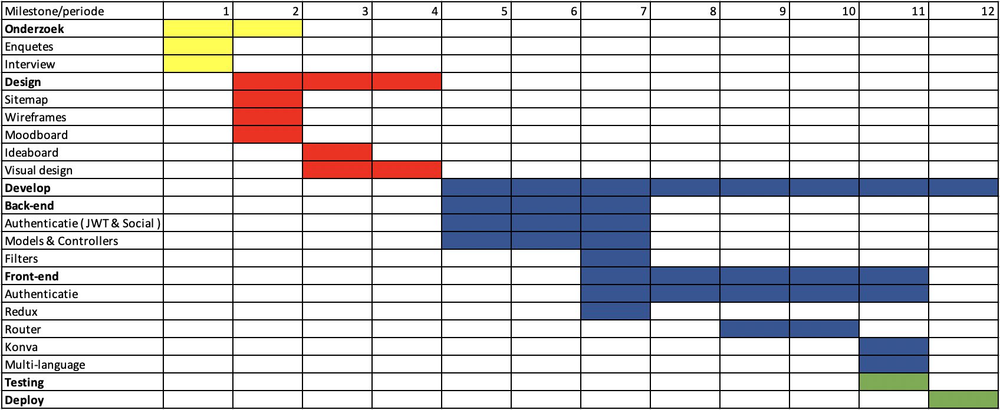 Milestone/periode 1 2 3 4 5 6 7 8 9 10 11 12
Onderzoek
Enquetes
Interview
Design
Sitemap
Wireframes
Moodboard
Ideaboard
Visual design
Develop
Back-end
Authenticatie ( JWT & Social )
Models & Controllers
Filters
Front-end
Authenticatie
Redux
Router
Konva
Multi-language
Testing
Deploy